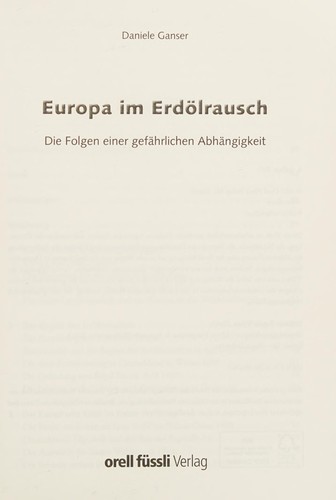 Daniele Ganser
Europa im Erdölrausch
Die Folgen einer gefährlichen Abhängigkeit
orell füssli Verlag